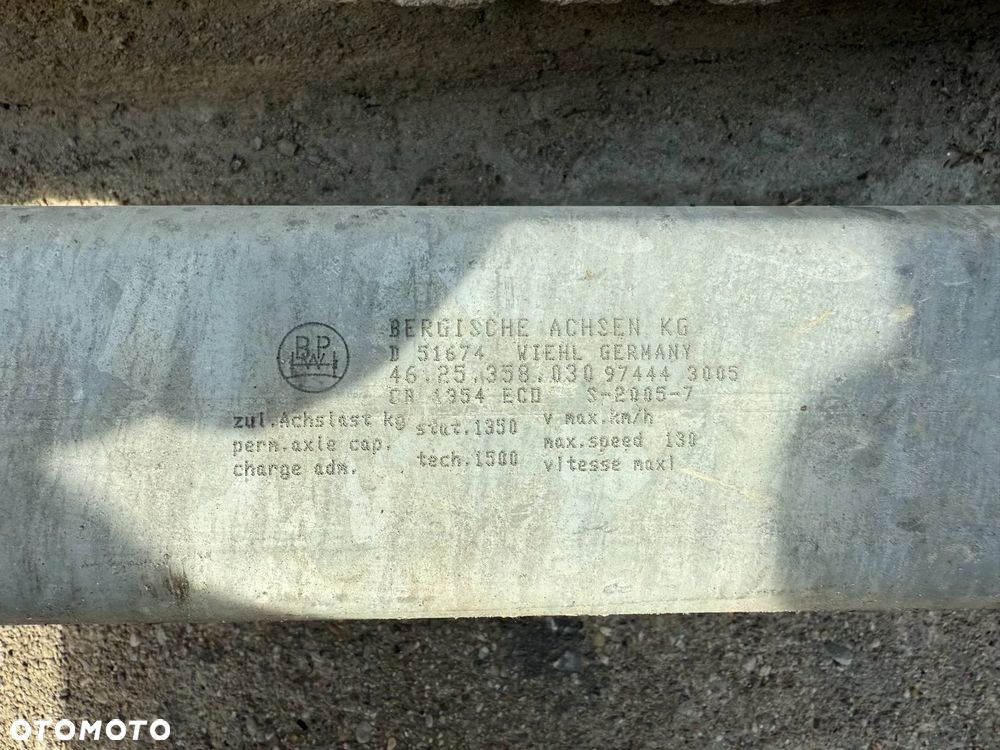 BPW
BERGISCHE ACHSEN KG
D 51674 WIEHL GERMANY
46.25.358.030 97444 3005
CB 1354 ECO S-2005-7
zul.Achslast kg stat.1350 v max.km/h
perm.axle cap. max.speed 130
charge adm. tech.1500 vitesse maxi
OTOMOTO